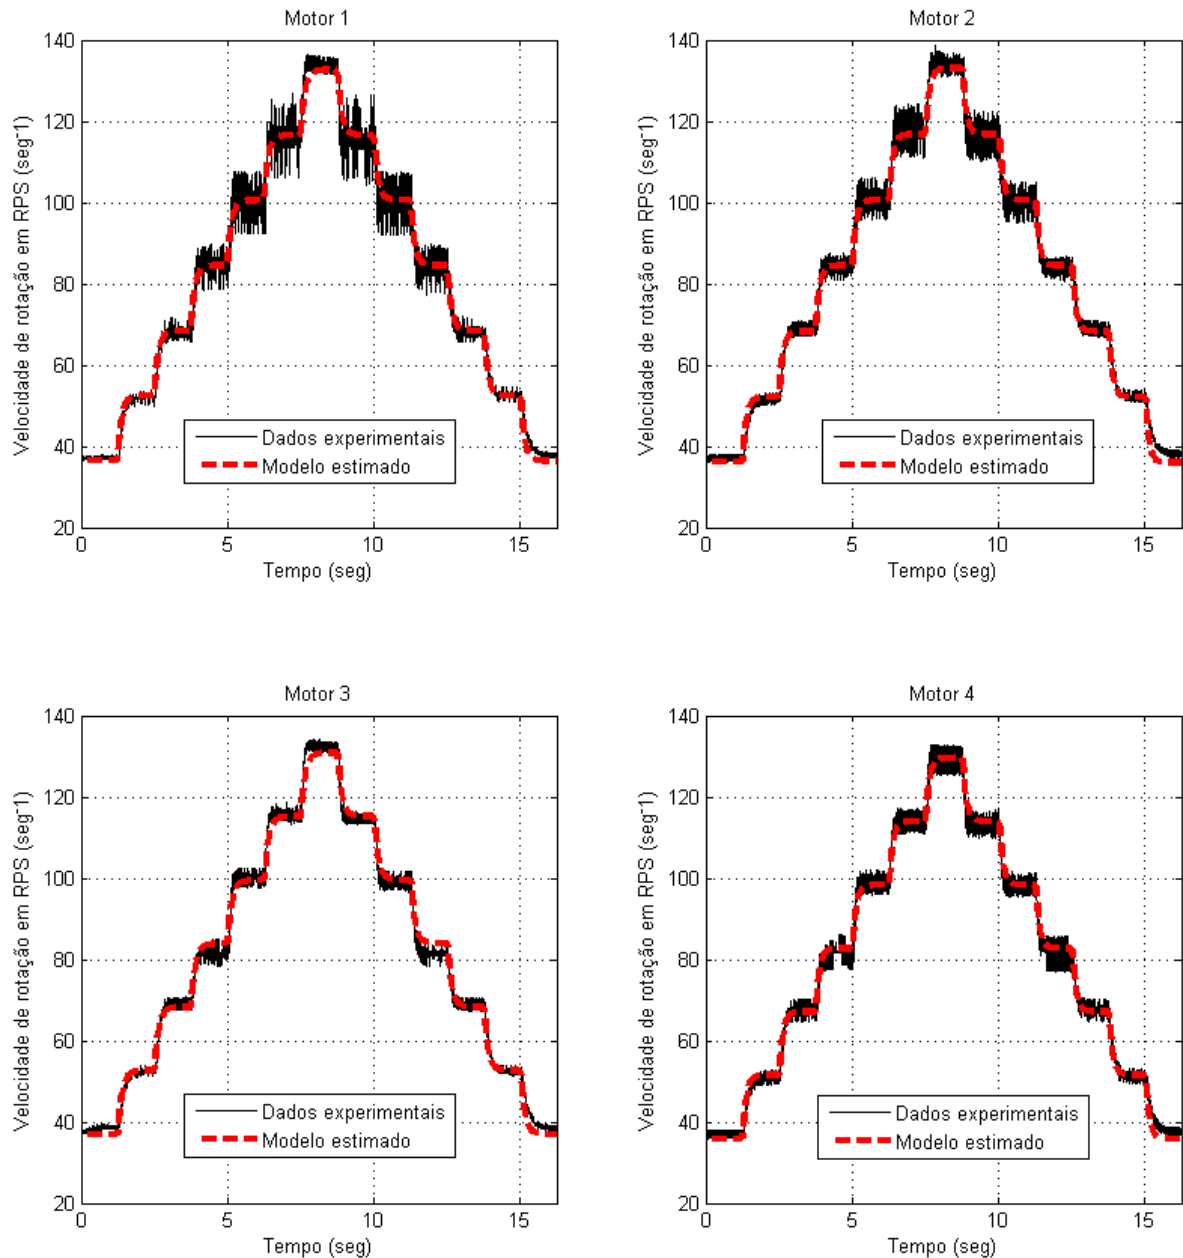 Motor 1
Velocidade de rotação em RPS (seg-1)
140
120
100
80
60
40
20
Dados experimentais
Modelo estimado
0 5 10 15
Tempo (seg)
Motor 2
Velocidade de rotação em RPS (seg-1)
140
120
100
80
60
40
20
Dados experimentais
Modelo estimado
0 5 10 15
Tempo (seg)
Motor 3
Velocidade de rotação em RPS (seg-1)
140
120
100
80
60
40
20
Dados experimentais
Modelo estimado
0 5 10 15
Tempo (seg)
Motor 4
Velocidade de rotação em RPS (seg-1)
140
120
100
80
60
40
20
Dados experimentais
Modelo estimado
0 5 10 15
Tempo (seg)